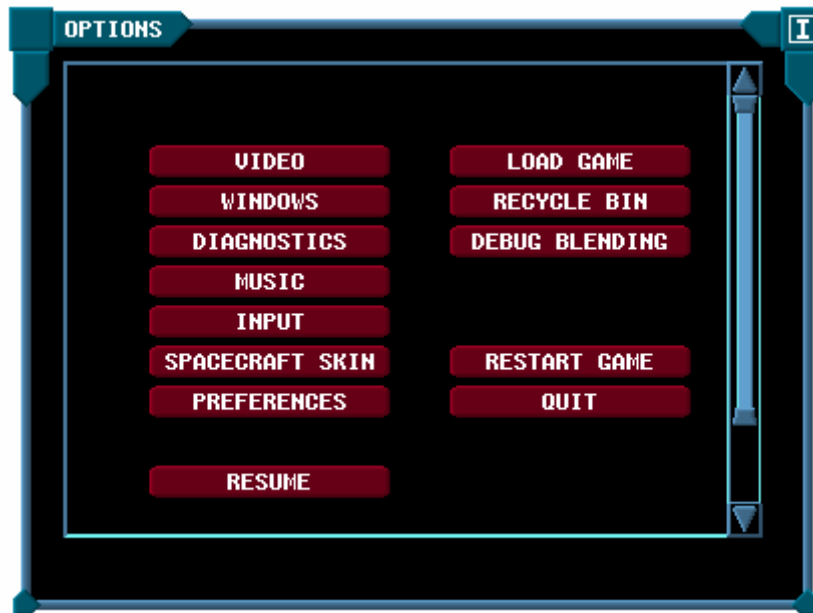 OPTIONS
I
VIDEO
LOAD GAME
WINDOWS
RECYCLE BIN
DIAGNOSTICS
DEBUG BLENDING
MUSIC
INPUT
SPACECRAFT SKIN
RESTART GAME
PREFERENCES
QUIT
RESUME